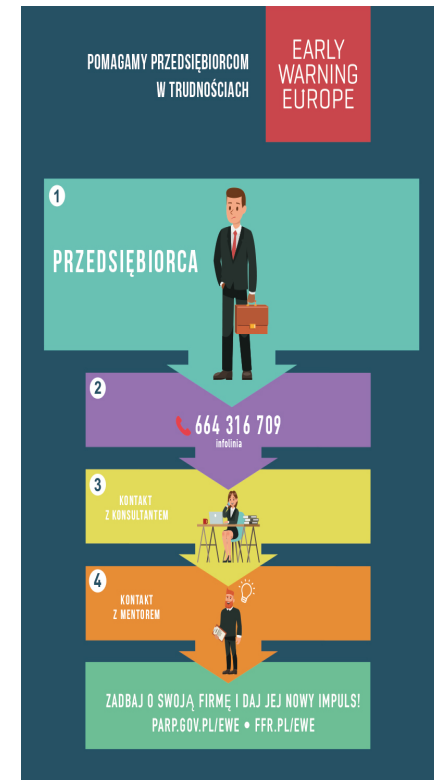 POMAGAMY PRZEDSIĘBIORCOM
W TRUDNOŚCIACH
EARLY
WARNING
EUROPE
1
PRZEDSIĘBIORCA
2
664 316 709
infolinia
3
KONTAKT
Z KONSULTANTEM
4
KONTAKT
Z MENTOREM
ZADBAJ O SWOJĄ FIRMĘ I DAJ JEJ NOWY IMPULS!
PARP.GOV.PL/EWE • FFR.PL/EWE